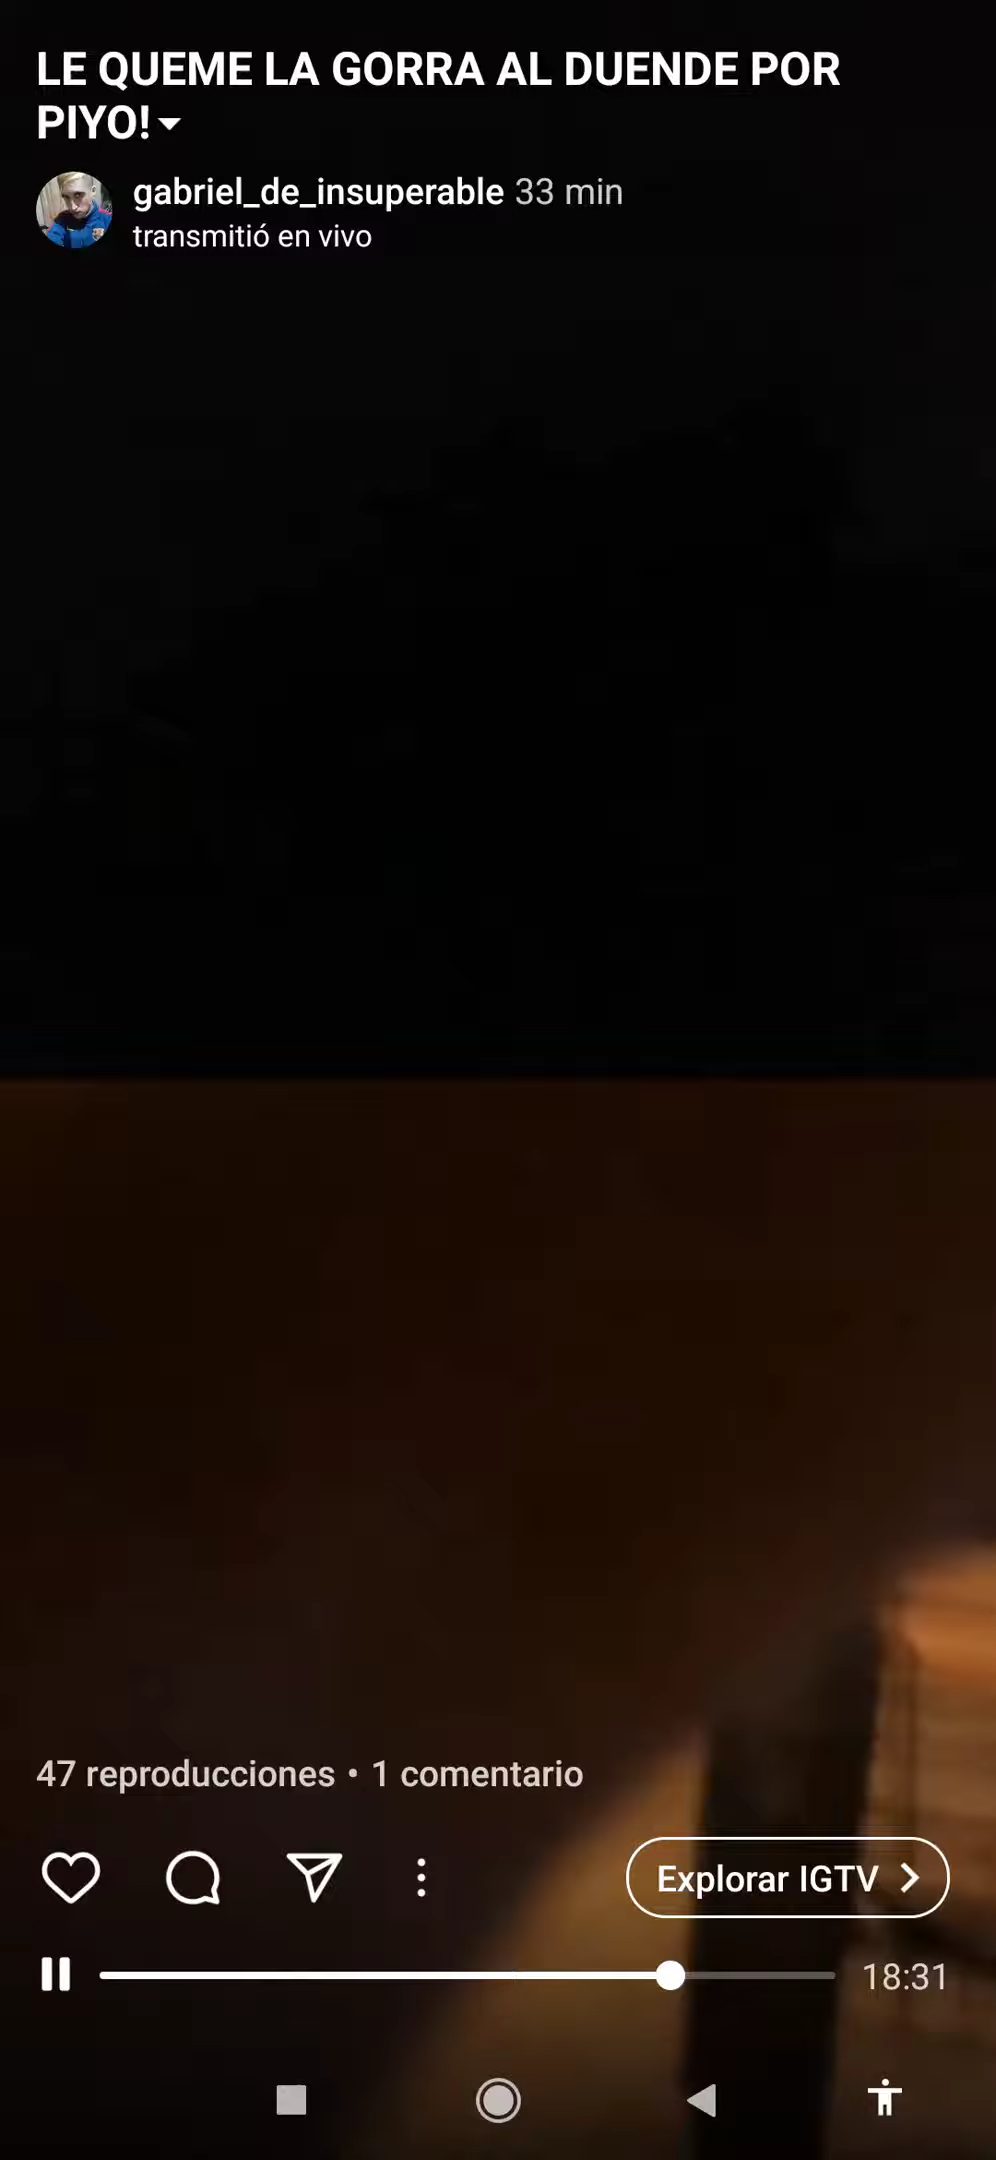 LE QUEME LA GORRA AL DUENDE POR
PIYO!
gabriel_de_insuperable 33 min
transmitió en vivo
47 reproducciones • 1 comentario
Explorar IGTV
18:31